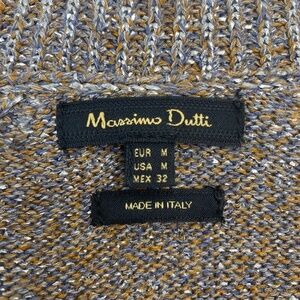 Massimo Dutti
EUR M
USA M
MEX 32
MADE IN ITALY